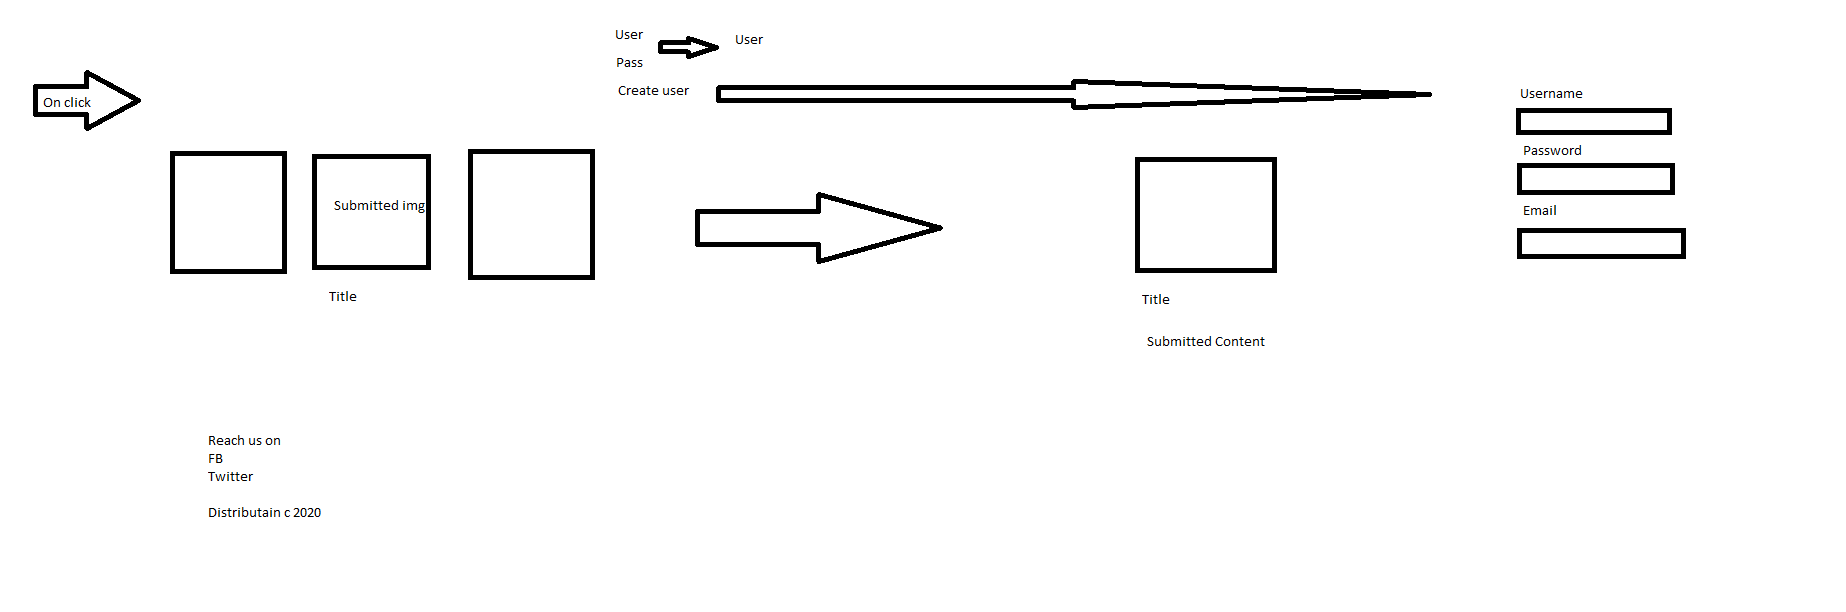 User
User
Pass
Create user
On click
Username
Password
Email
Submitted img
Title
Title
Submitted Content
Reach us on
FB
Twitter
Distributain c 2020